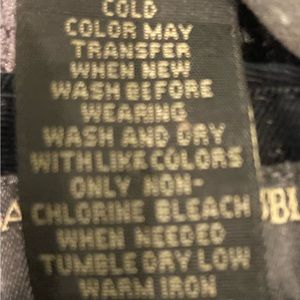 COLD
COLOR MAY
TRANSFER
WHEN NEW
WASH BEFORE
WEARING
WASH AND DRY
WITH LIKE COLORS
ONLY NON-
CHLORINE BLEACH
WHEN NEEDED
TUMBLE DRY LOW
WARM IRON